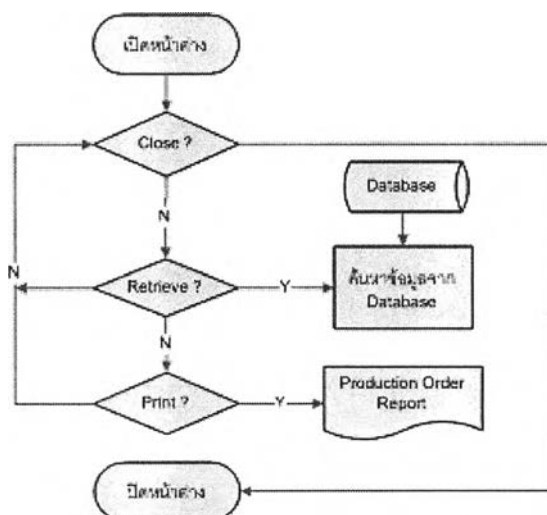 เปิดหน้าต่าง
Close ?
Database
N
N
Retrieve ?
Y
ค้นหาข้อมูลจาก
Database
N
Print ?
Y
Production Order
Report
ปิดหน้าต่าง